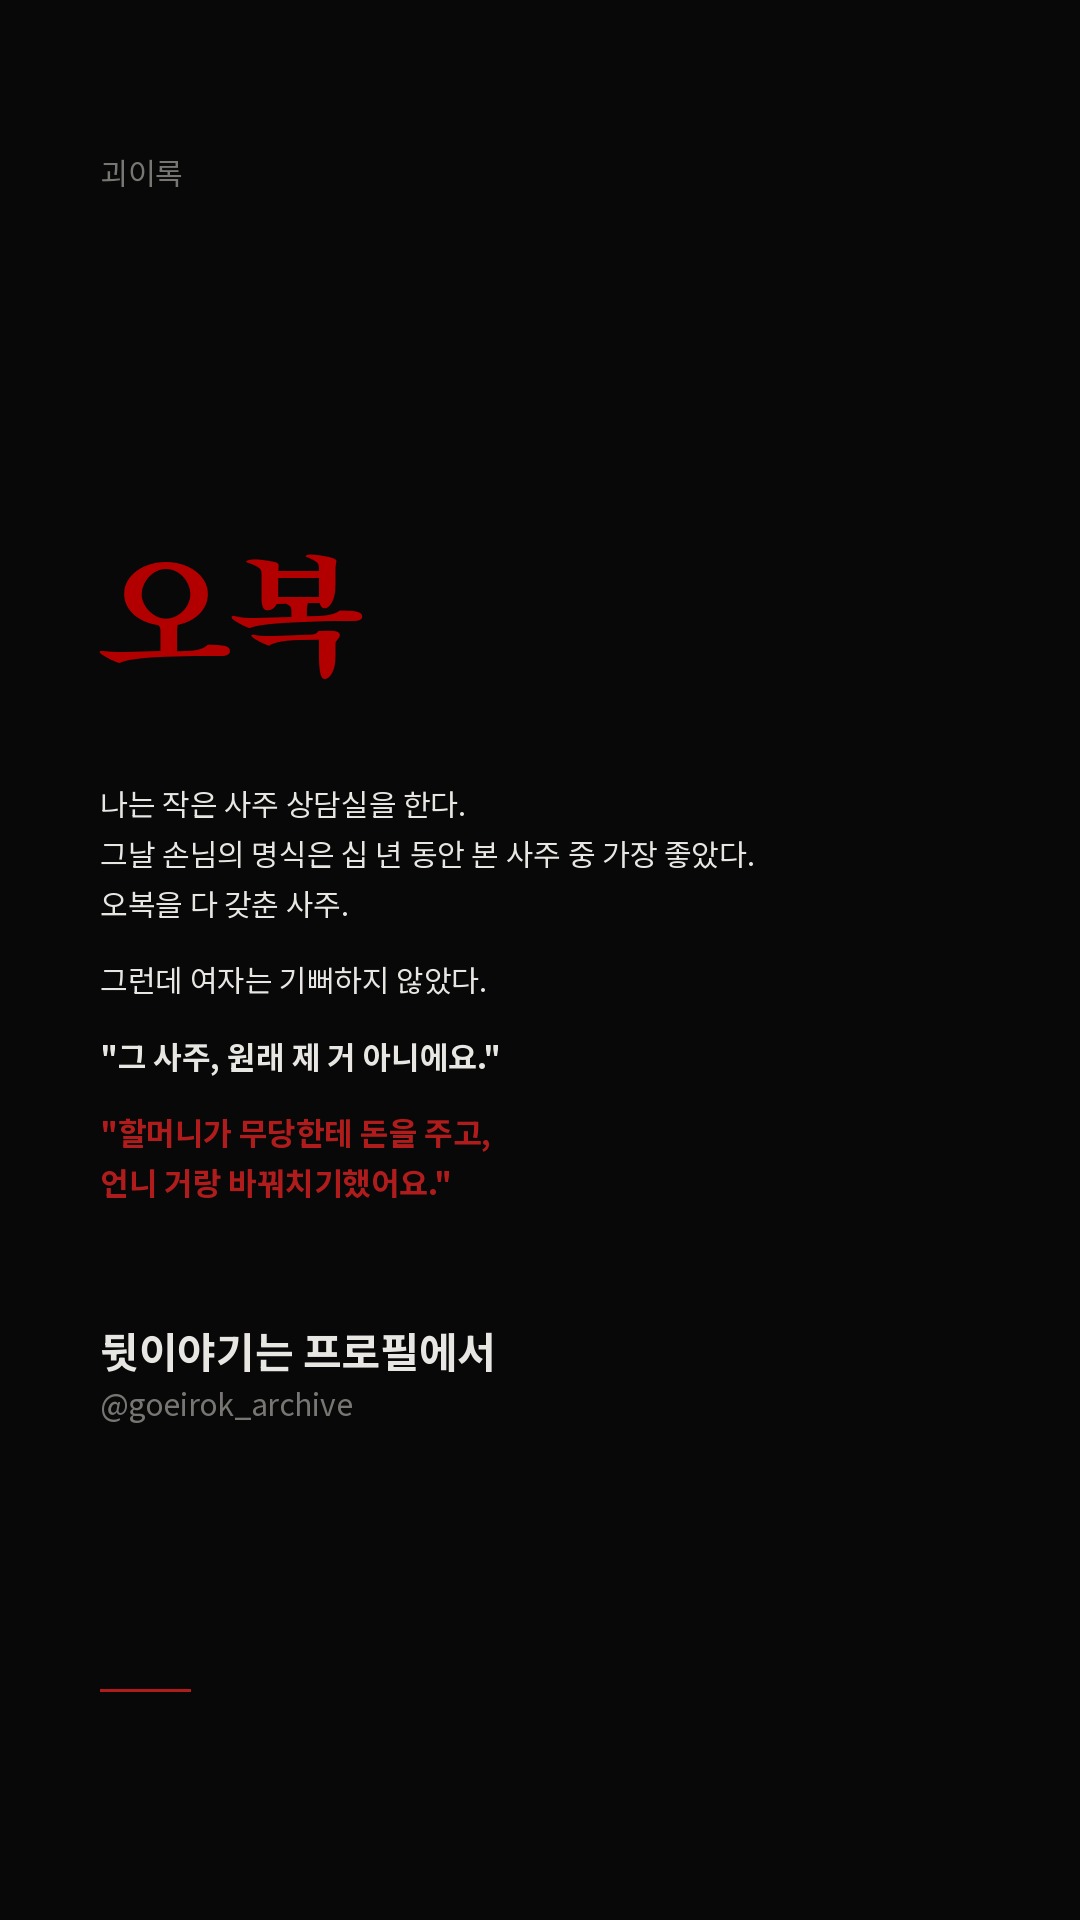 괴이록
오복
나는 작은 사주 상담실을 한다.
그날 손님의 명식은 십 년 동안 본 사주 중 가장 좋았다.
오복을 다 갖춘 사주.
그런데 여자는 기뻐하지 않았다.
"그 사주, 원래 제 거 아니에요."
"할머니가 무당한테 돈을 주고,
언니 거랑 바꿔치기했어요."
뒷이야기는 프로필에서
@goeirok_archive